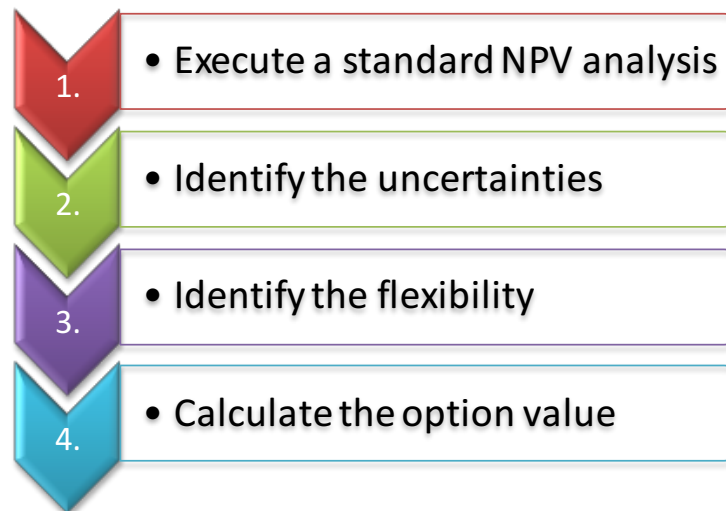 1.
• Execute a standard NPV analysis
2.
• Identify the uncertainties
3.
• Identify the flexibility
4.
• Calculate the option value